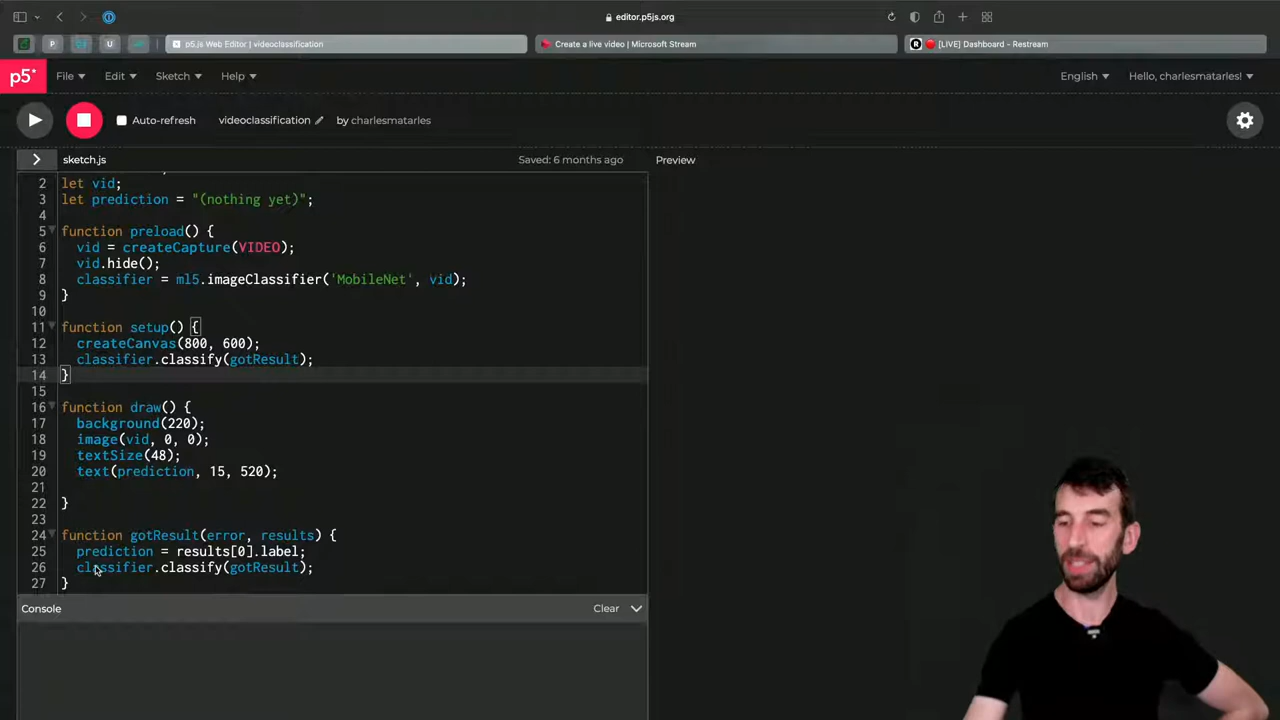 editor.p5js.org
P
U
p5.js Web Editor | videoclassification
Create a live video | Microsoft Stream
R
[LIVE] Dashboard - Restream
p5*
File
Edit
Sketch
Help
English
Hello, charlesmatarles!
Auto-refresh
videoclassification
by charlesmatarles
sketch.js
Saved: 6 months ago
Preview
2 let vid;
3 let prediction = "(nothing yet)";
4
5 function preload() {
6 vid = createCapture(VIDEO);
7 vid.hide();
8 classifier = ml5.imageClassifier('MobileNet', vid);
9 }
10
11 function setup() {
12 createCanvas(800, 600);
13 classifier.classify(gotResult);
14 }
15
16 function draw() {
17 background(220);
18 image(vid, 0, 0);
19 textSize(48);
20 text(prediction, 15, 520);
21
22 }
23
24 function gotResult(error, results) {
25 prediction = results[0].label;
26 classifier.classify(gotResult);
27 }
Console
Clear